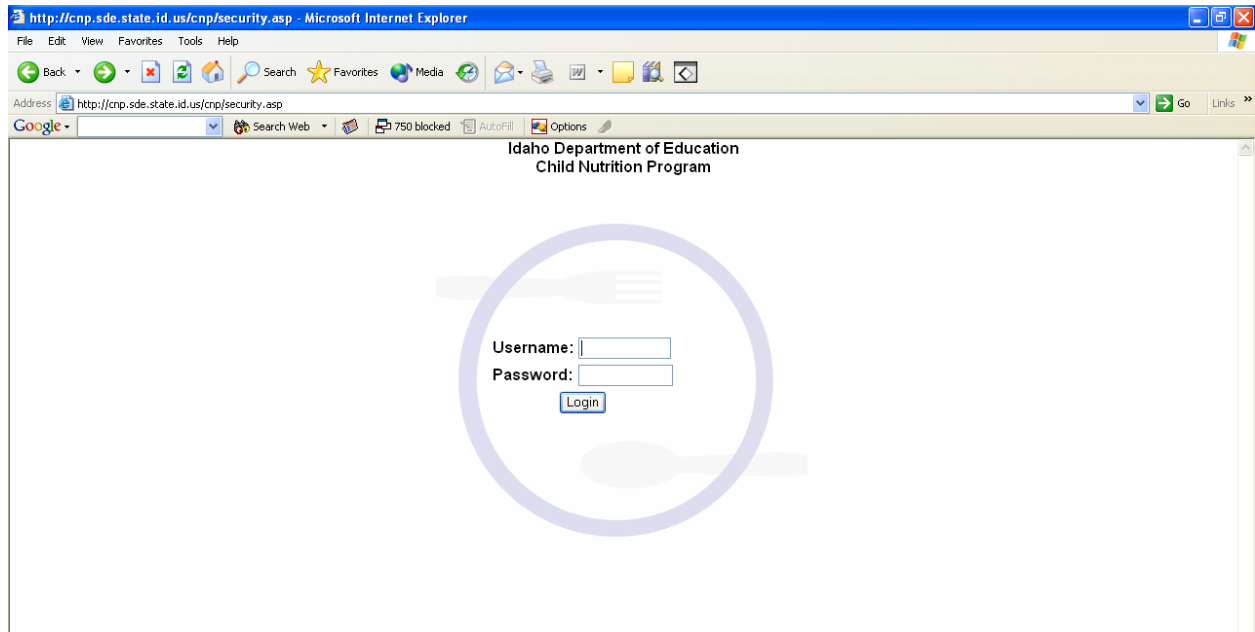 http://cnp.sde.state.id.us/cnp/security.asp - Microsoft Internet Explorer
File Edit View Favorites Tools Help
Back Search Favorites Media W
Address http://cnp.sde.state.id.us/cnp/security.asp Go Links »
Google Search Web 750 blocked AutoFill Options
Idaho Department of Education
Child Nutrition Program
Username:
Password:
Login